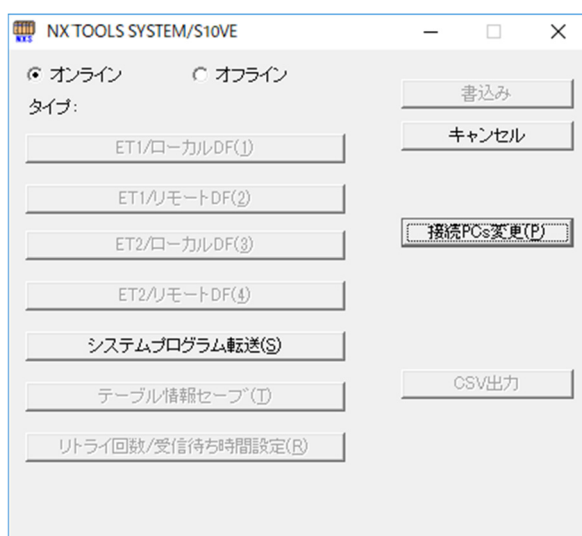 NX TOOLS SYSTEM/S10VE
オンライン オフライン
タイプ:
書込み
キャンセル
ET1/ローカルDF(1)
ET1/リモートDF(2)
接続PCs変更(P)
ET2/ローカルDF(3)
ET2/リモートDF(4)
システムプログラム転送(S)
テーブル情報セーブ(T)
CSV出力
リトライ回数/受信待ち時間設定(R)